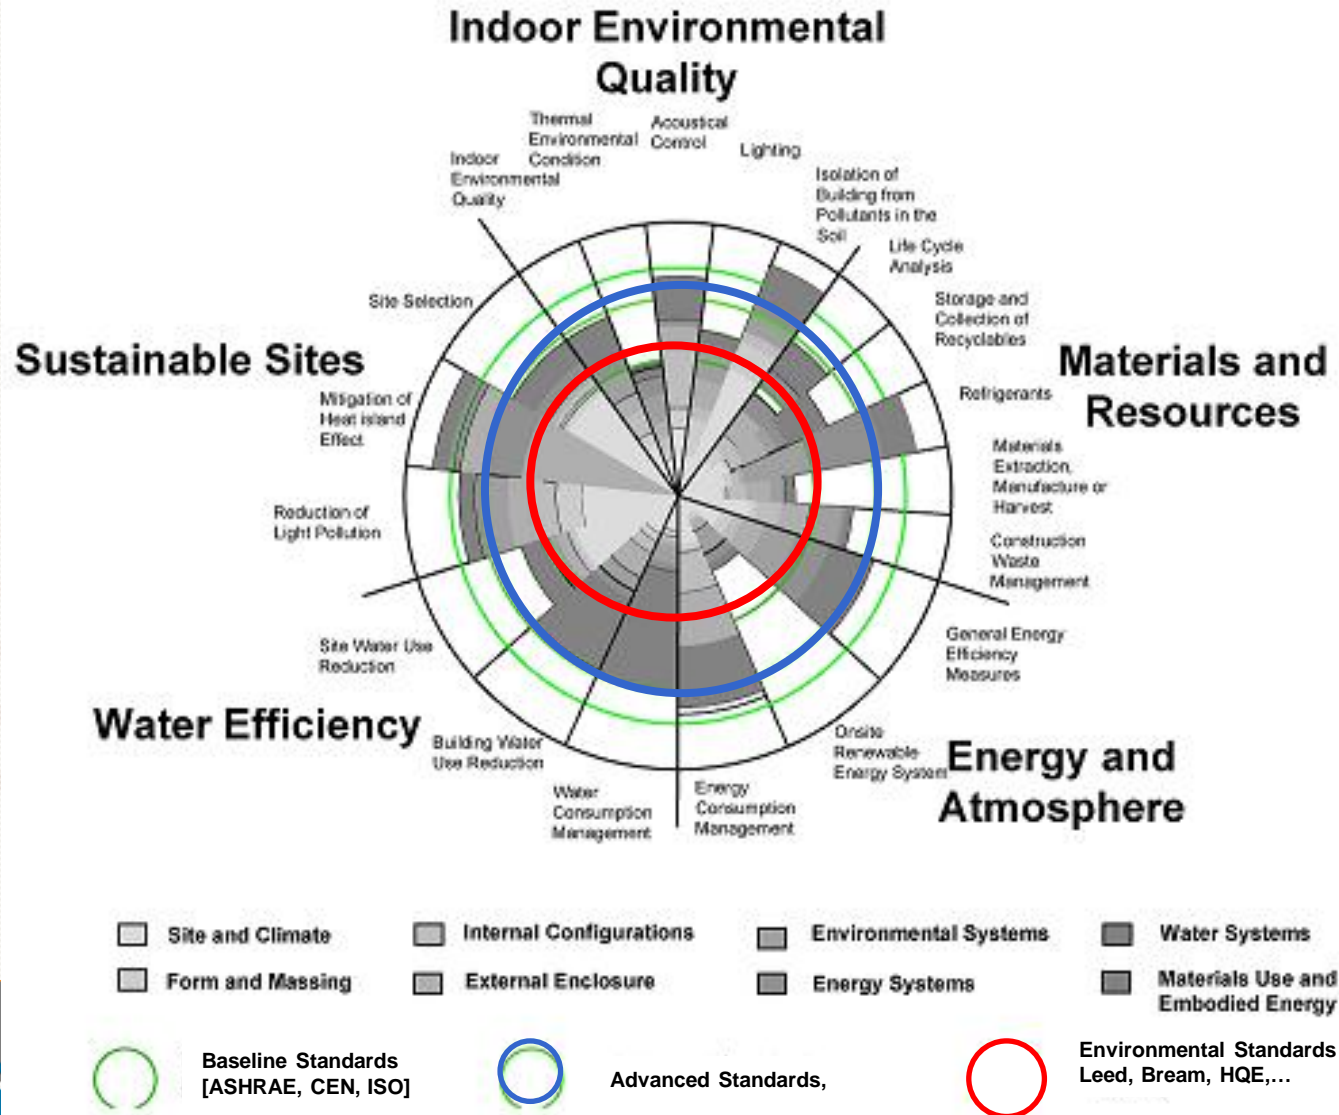 Indoor Environmental
Quality
Thermal
Environmental
Condition
Acoustical
Control
Lighting
Indoor
Environmental
Quality
Isolation of
Building from
Pollutants in the
Soil
Life Cycle
Analysis
Site Selection
Storage and
Collection of
Recyclables
Sustainable Sites
Materials and
Resources
Mitigation of
Heat island
Effect
Refrigerants
Materials
Extraction,
Manufacture or
Harvest
Reduction of
Light Pollution
Construction
Waste
Management
Site Water Use
Reduction
General Energy
Efficiency
Measures
Water Efficiency
Building Water
Use Reduction
Onsite
Renewable
Energy System
Energy and
Atmosphere
Water
Consumption
Management
Energy
Consumption
Management
Site and Climate
Internal Configurations
Environmental Systems
Water Systems
Form and Massing
External Enclosure
Energy Systems
Materials Use and
Embodied Energy
Baseline Standards
[ASHRAE, CEN, ISO]
Advanced Standards,
Environmental Standards
Leed, Bream, HQE,...